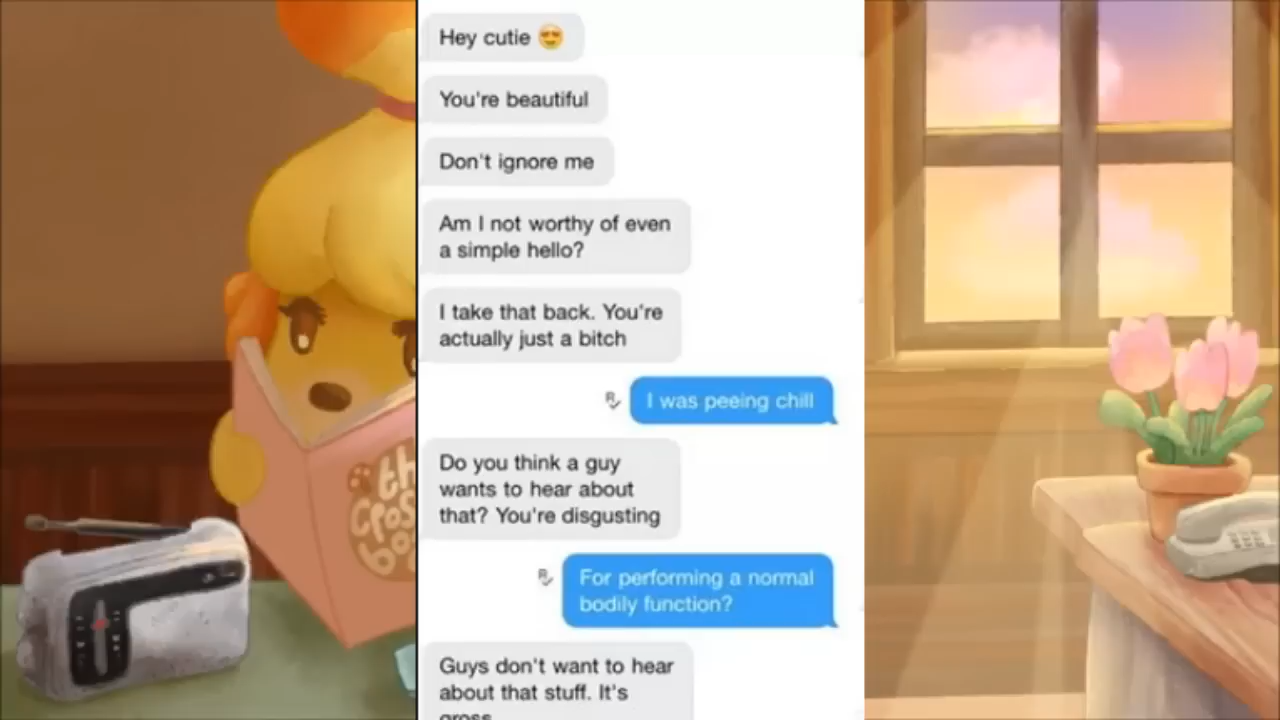 Hey cutie 😍
You're beautiful
Don't ignore me
Am I not worthy of even
a simple hello?
I take that back. You're
actually just a bitch
I was peeing chill
Do you think a guy
wants to hear about
that? You're disgusting
For performing a normal
bodily function?
Guys don't want to hear
about that stuff. It's
gross